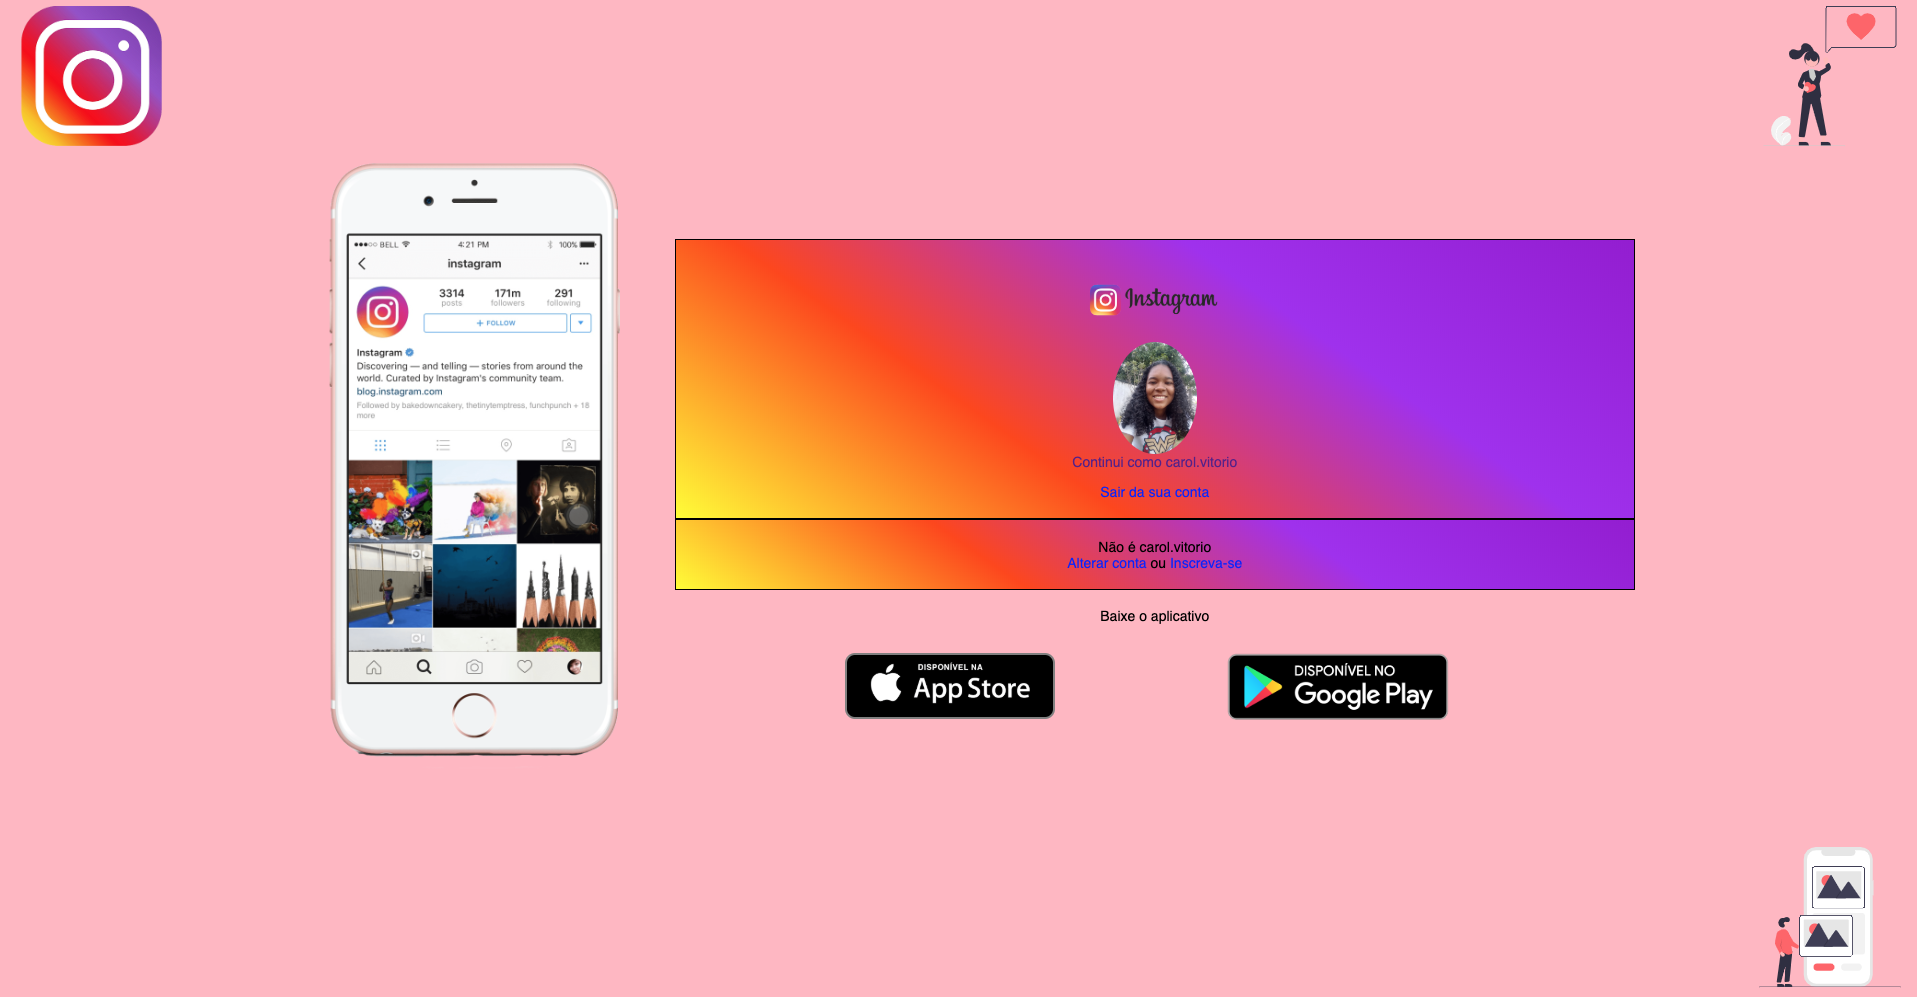 BELL
4:21 PM
100%
instagram
3314
171m
291
posts
followers
following
+ FOLLOW
Instagram
Discovering — and telling — stories from around the
world. Curated by Instagram's community team.
blog.instagram.com
Followed by bakedowncakery, thetinytemptress, funchpunch + 16
more
Instagram
Continui como carol.vitorio
Sair da sua conta
Não é carol.vitorio
Alterar conta ou Inscreva-se
Baixe o aplicativo
DISPONÍVEL NA
App Store
DISPONÍVEL NO
Google Play